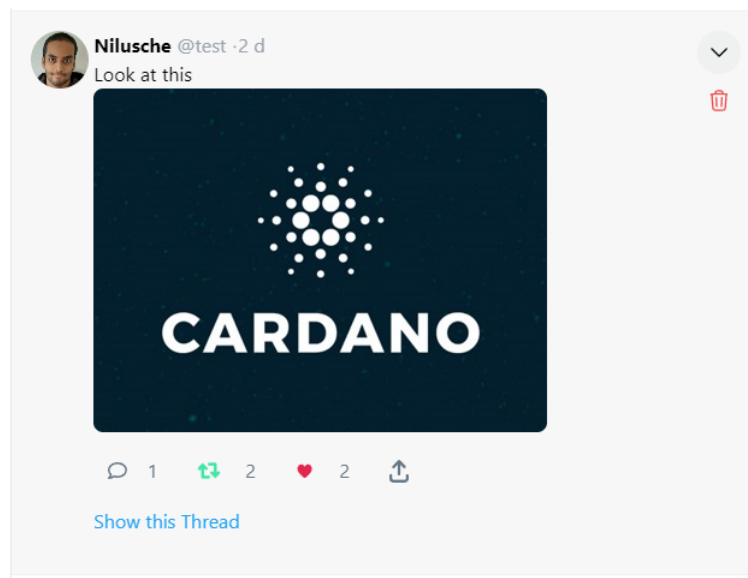 Nilusche @test ·2 d
Look at this
CARDANO
1 2 2
Show this Thread